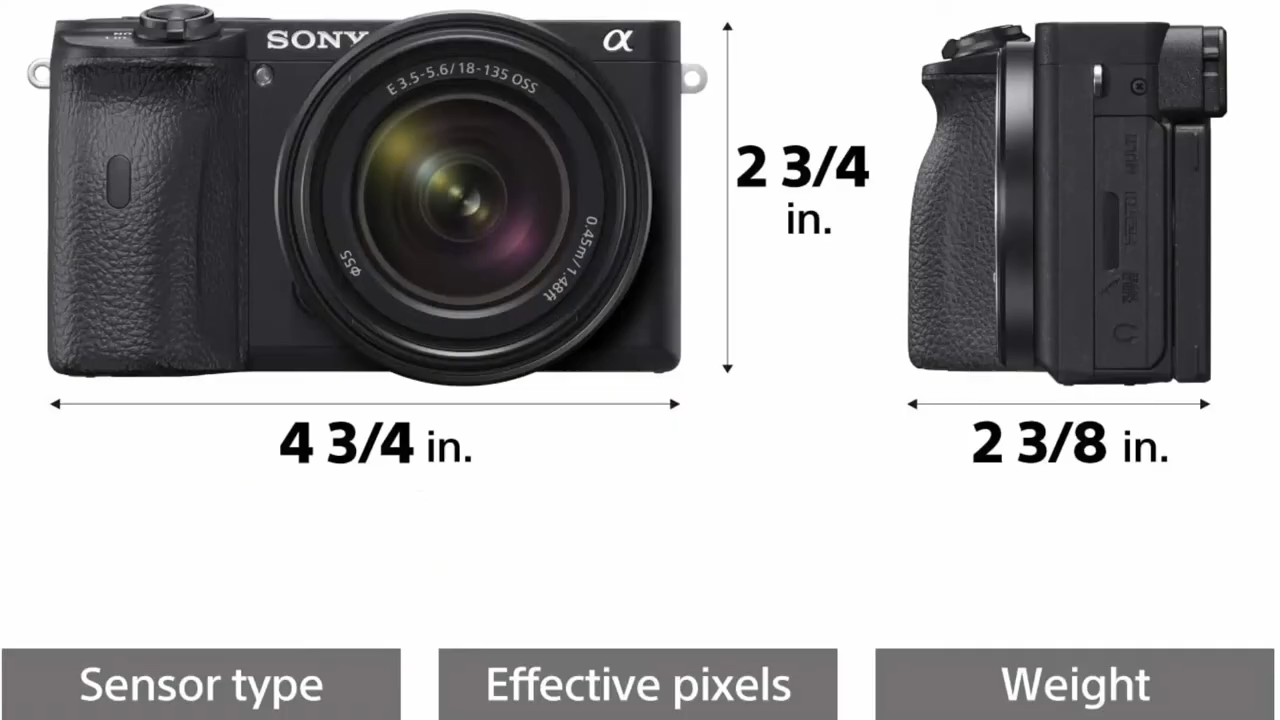 SONY
α
E 3.5-5.6/18-135 OSS
0.45m/1.48ft
Φ55
2 3/4
in.
4 3/4 in.
2 3/8 in.
Sensor type
Effective pixels
Weight